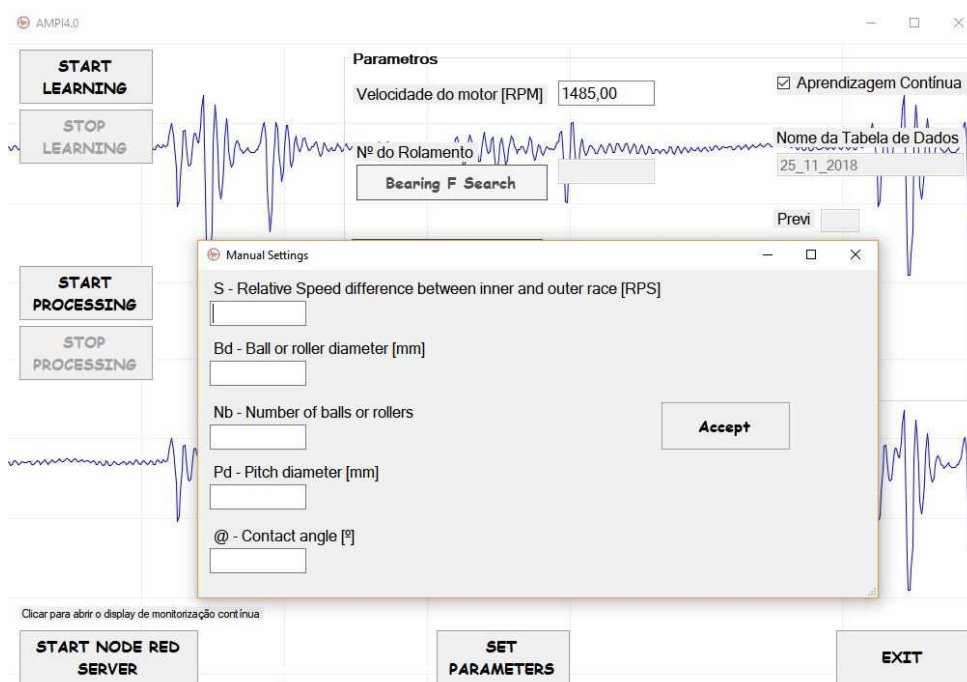 AMPI4.0
START
LEARNING
STOP
LEARNING
Parametros
Velocidade do motor [RPM] 1485,00
Aprendizagem Contínua
Nº do Rolamento
Bearing F Search
Nome da Tabela de Dados
25_11_2018
Previ
START
PROCESSING
STOP
PROCESSING
Manual Settings
S - Relative Speed difference between inner and outer race [RPS]
Bd - Ball or roller diameter [mm]
Nb - Number of balls or rollers
Accept
Pd - Pitch diameter [mm]
@ - Contact angle [º]
Clicar para abrir o display de monitorização contínua
START NODE RED
SERVER
SET
PARAMETERS
EXIT